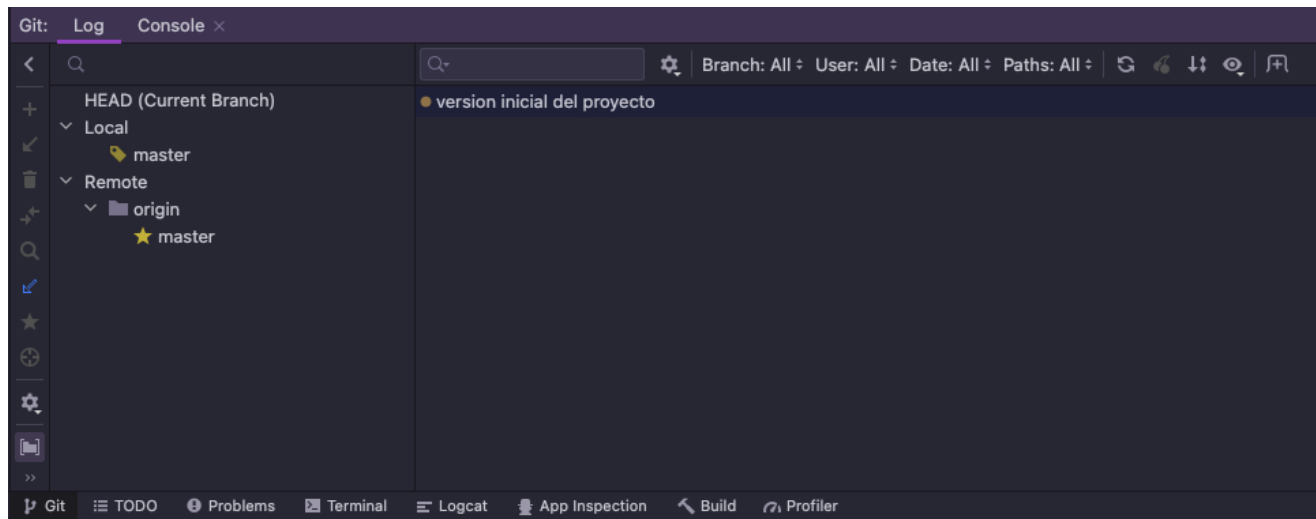 Git: Log Console
Branch: All User: All Date: All Paths: All
HEAD (Current Branch)
Local
master
Remote
origin
master
version inicial del proyecto
Git TODO Problems Terminal Logcat App Inspection Build Profiler